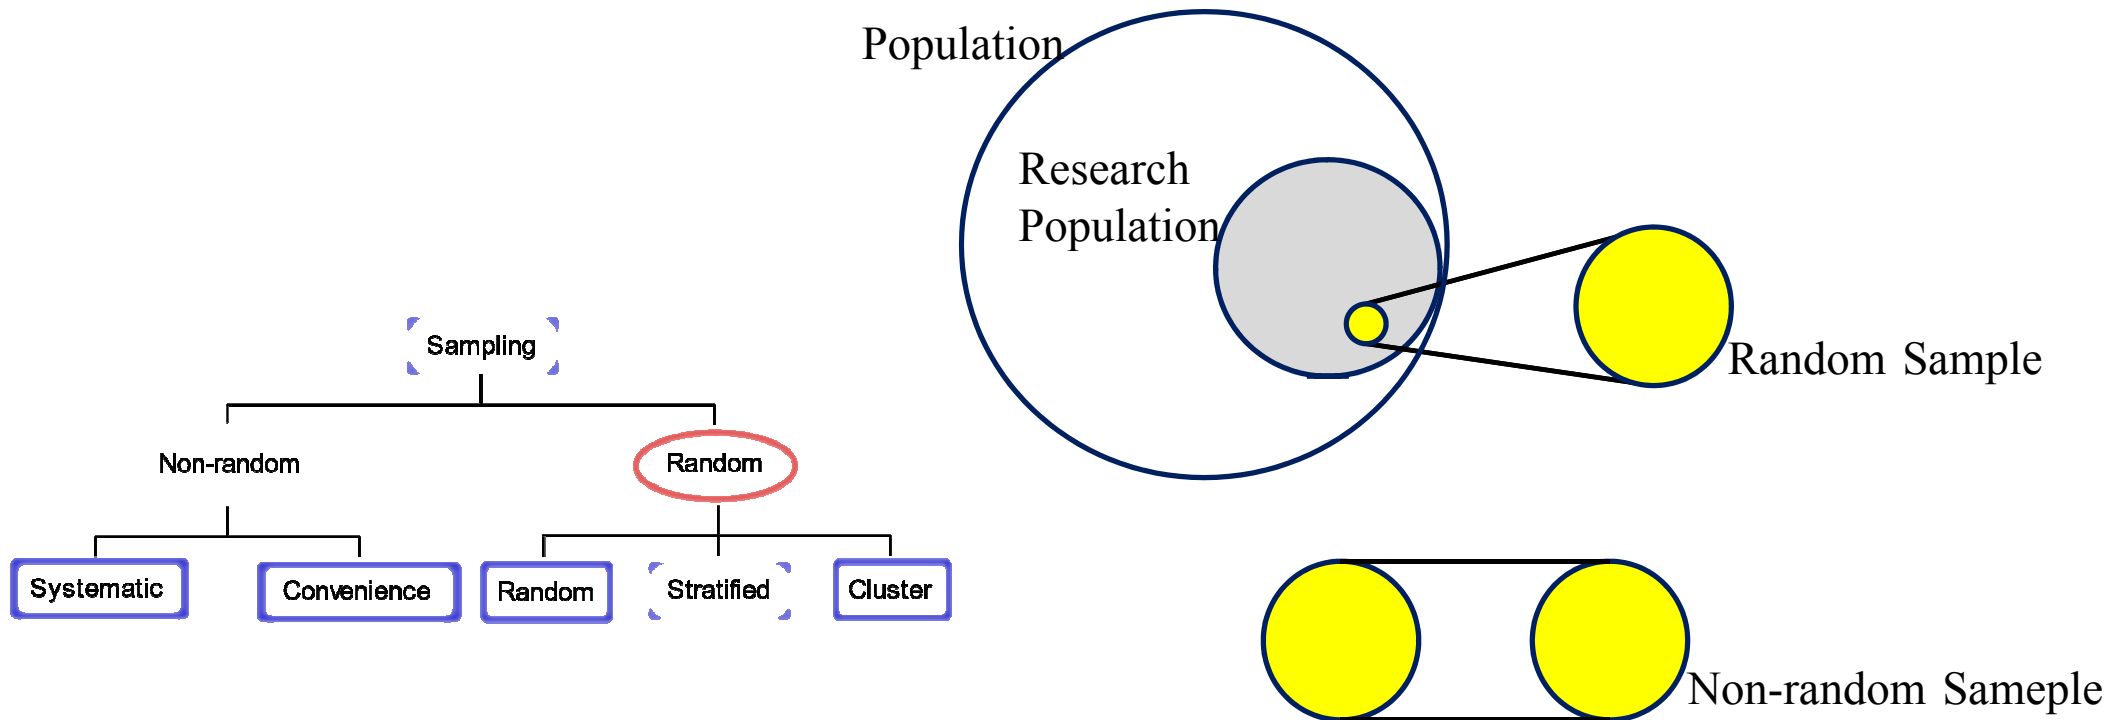 Population
Research
Population
Random Sample
Sampling
Non-random
Random
Systematic
Convenience
Random
Stratified
Cluster
Non-random Sameple